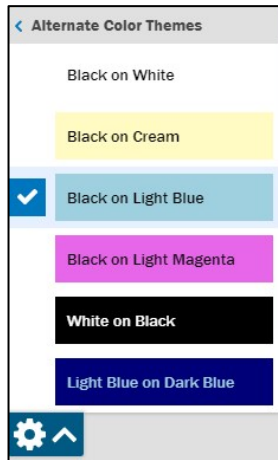 Alternate Color Themes
Black on White
Black on Cream
Black on Light Blue
Black on Light Magenta
White on Black
Light Blue on Dark Blue